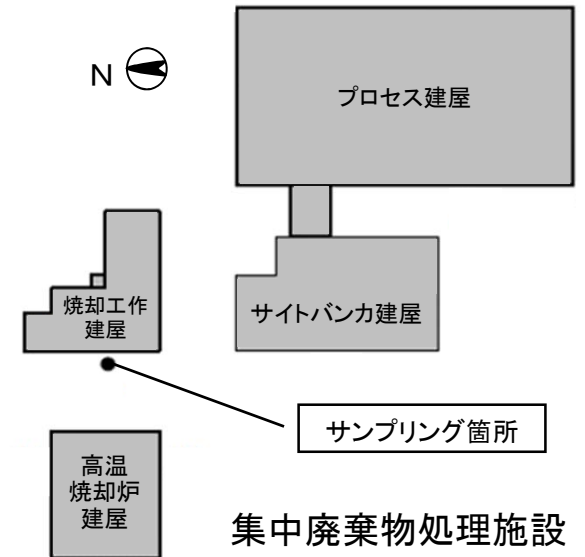 プロセス建屋
N
焼却工作
建屋
サイトバンカ建屋
サンプリング箇所
高温
焼却炉
建屋
集中廃棄物処理施設